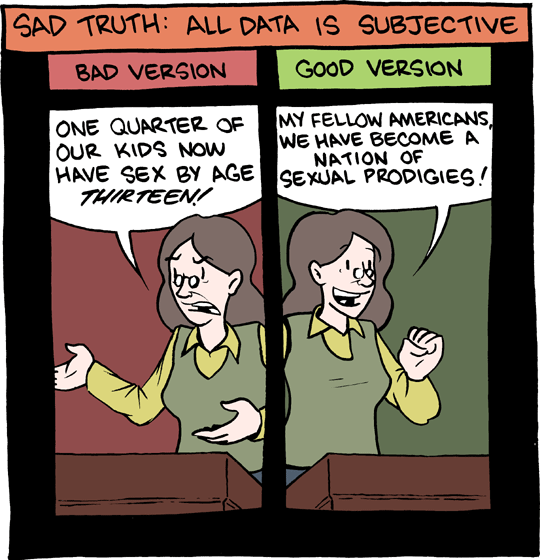 SAD TRUTH: ALL DATA IS SUBJECTIVE
BAD VERSION
ONE QUARTER OF
OUR KIDS NOW
HAVE SEX BY AGE
THIRTEEN!
GOOD VERSION
MY FELLOW AMERICANS,
WE HAVE BECOME A
NATION OF
SEXUAL PRODIGIES!